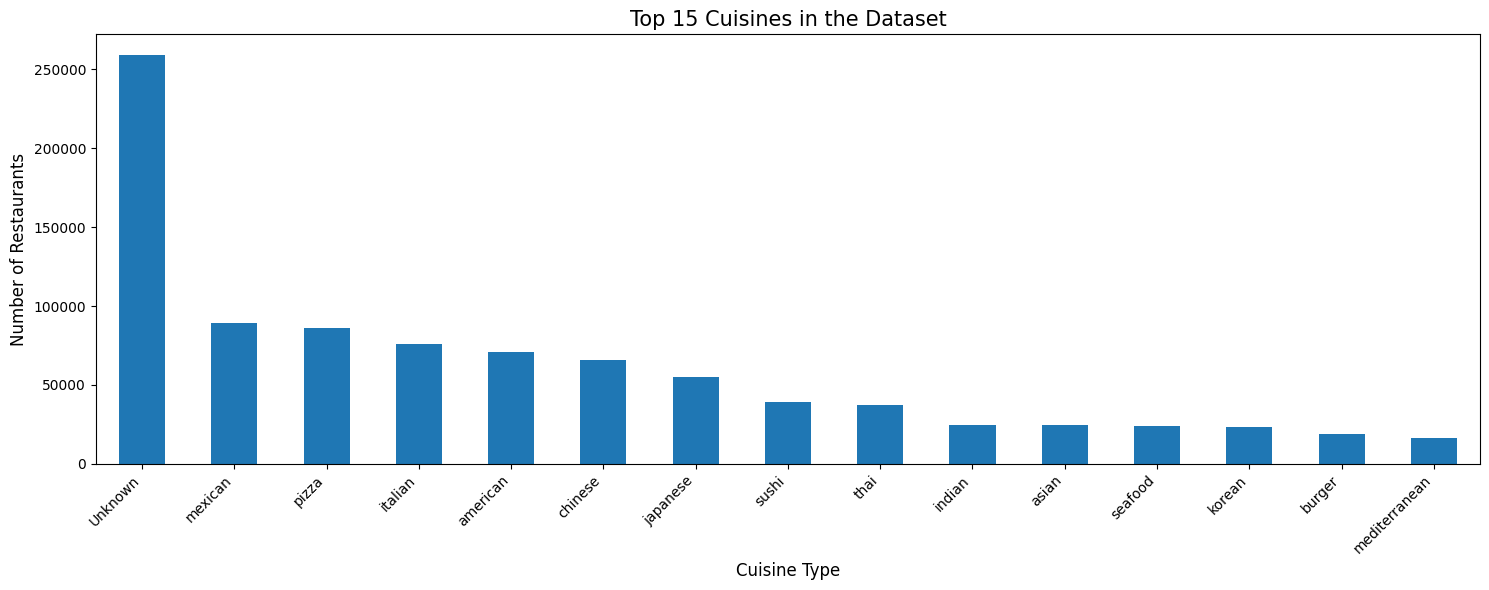 Top 15 Cuisines in the Dataset
Number of Restaurants
250000
200000
150000
100000
50000
0
Unknown
mexican
pizza
italian
american
chinese
japanese
sushi
thai
indian
asian
seafood
korean
burger
mediterranean
Cuisine Type